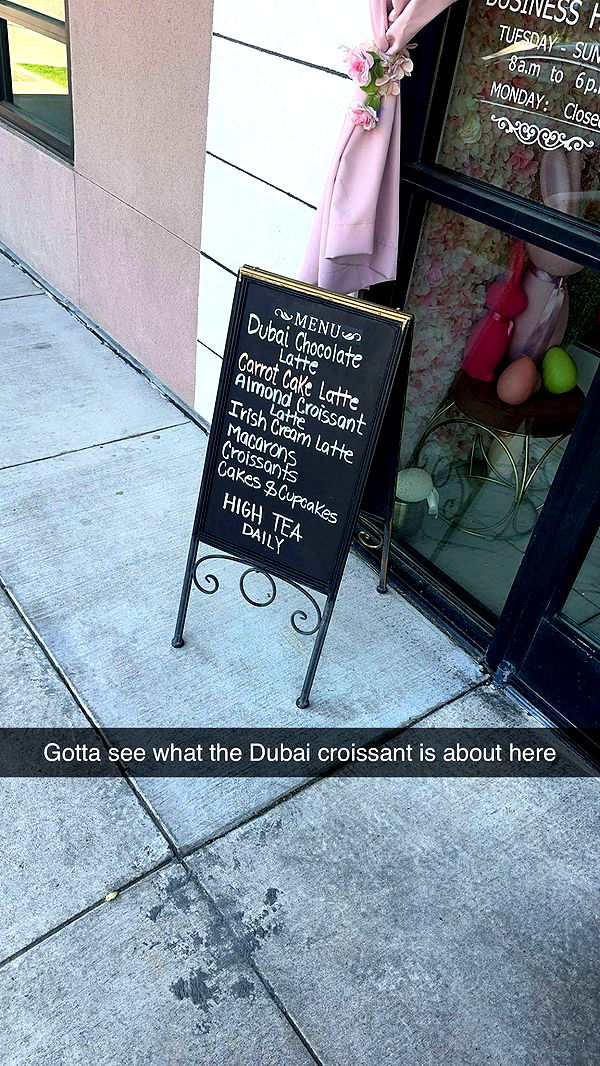 BUSINESS H
TUESDAY - SUN
8a.m to 6p.
MONDAY: Close
MENU
Dubai Chocolate
Latte
Carrot Cake Latte
Almond Croissant
Latte
Irish Cream Latte
Macarons
Croissants
Cakes & Cupcakes
HIGH TEA
DAILY
Gotta see what the Dubai croissant is about here